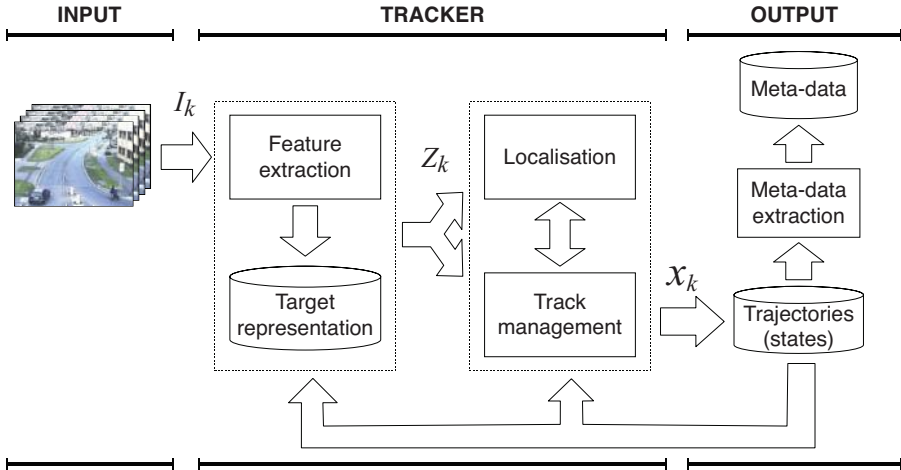 INPUT
TRACKER
OUTPUT
I_k
Feature
extraction
Target
representation
Z_k
Localisation
Track
management
x_k
Meta-data
Meta-data
extraction
Trajectories
(states)